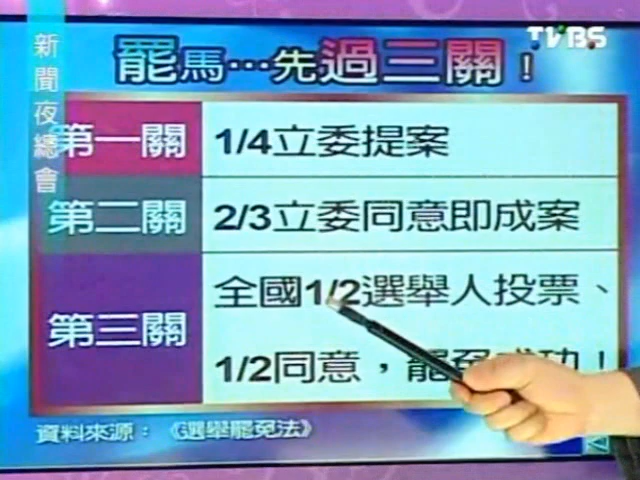 TVBS
新聞夜總會
罷馬…先過三關！
第一關 1/4立委提案
第二關 2/3立委同意即成案
第三關 全國1/2選舉人投票、
1/2同意，罷免成功！
資料來源：《選舉罷免法》